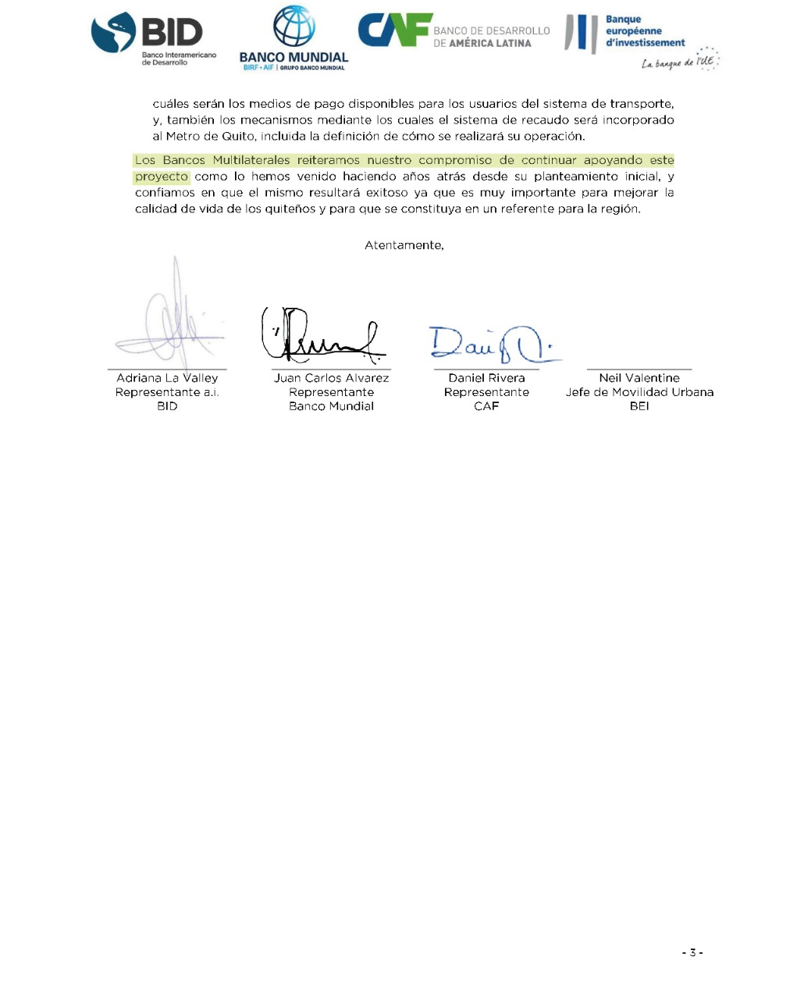 BID
Banco Interamericano
de Desarrollo
BANCO MUNDIAL
BIRF • AIF | GRUPO BANCO MUNDIAL
CAF BANCO DE DESARROLLO
DE AMÉRICA LATINA
Banque
européenne
d'investissement
La banque de l'UE
cuáles serán los medios de pago disponibles para los usuarios del sistema de transporte,
y, también los mecanismos mediante los cuales el sistema de recaudo será incorporado
al Metro de Quito, incluida la definición de cómo se realizará su operación.
Los Bancos Multilaterales reiteramos nuestro compromiso de continuar apoyando este
proyecto como lo hemos venido haciendo años atrás desde su planteamiento inicial, y
confiamos en que el mismo resultará exitoso ya que es muy importante para mejorar la
calidad de vida de los quiteños y para que se constituya en un referente para la región.
Atentamente,
Adriana La Valley
Representante a.i.
BID
Juan Carlos Alvarez
Representante
Banco Mundial
Daniel Rivera
Representante
CAF
Neil Valentine
Jefe de Movilidad Urbana
BEI
- 3 -